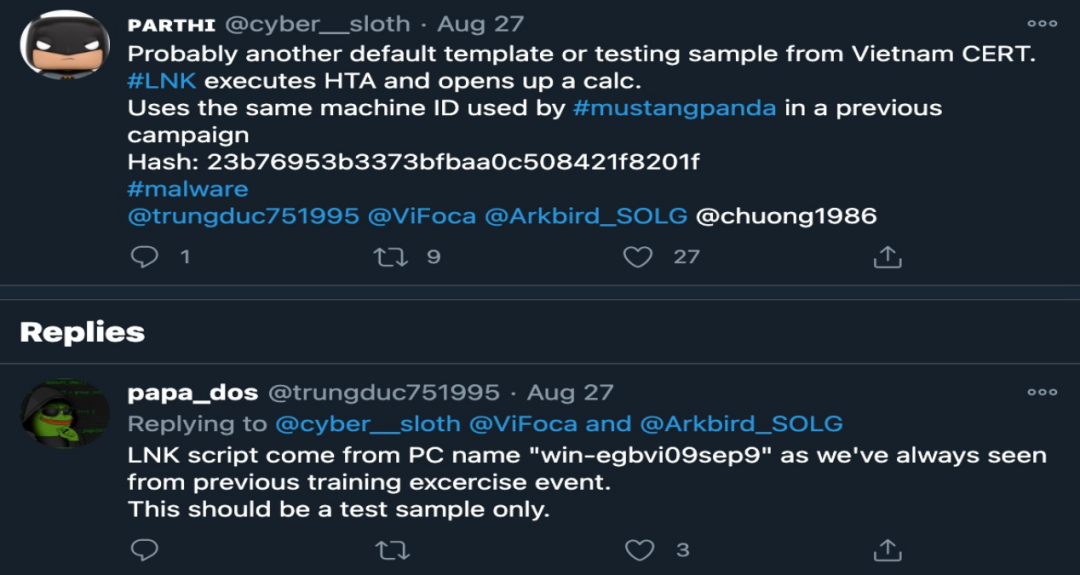 PARTHI @cyber__sloth · Aug 27
Probably another default template or testing sample from Vietnam CERT.
#LNK executes HTA and opens up a calc.
Uses the same machine ID used by #mustangpanda in a previous
campaign
Hash: 23b76953b3373bfbaa0c508421f8201f
#malware
@trungduc751995 @ViFoca @Arkbird_SOLG @chuong1986
1 9 27
Replies
papa_dos @trungduc751995 · Aug 27
Replying to @cyber__sloth @ViFoca and @Arkbird_SOLG
LNK script come from PC name "win-egbvi09sep9" as we've always seen
from previous training excercise event.
This should be a test sample only.
3